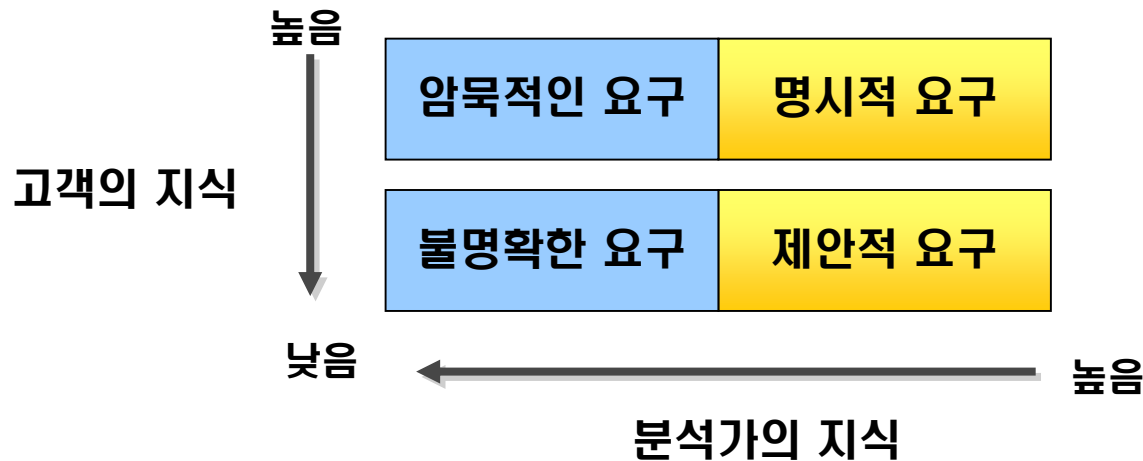 높음
암묵적인 요구
명시적 요구
고객의 지식
불명확한 요구
제안적 요구
낮음
높음
분석가의 지식